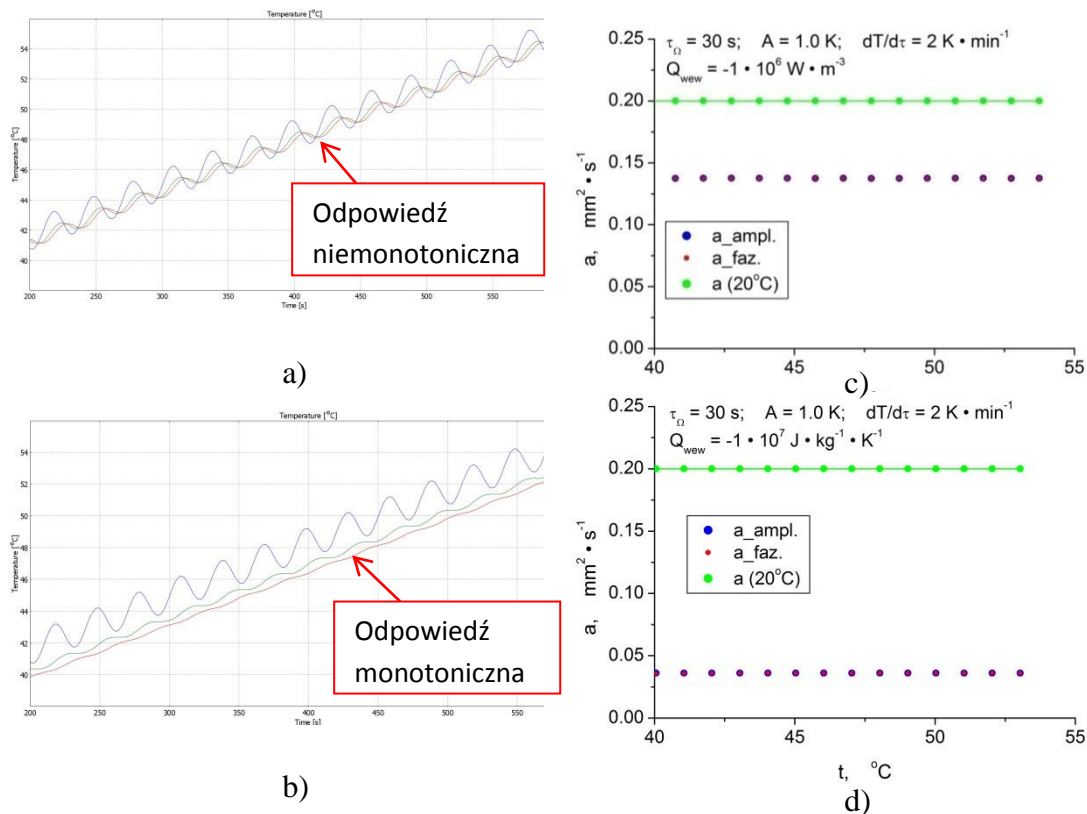 Temperature [°C]
Temperature [°C]
54
52
50
48
46
44
42
40
Odpowiedź
niemonotoniczna
200
250
300
350
400
450
500
550
Time [s]
a)
Temperature [°C]
Temperature [°C]
54
52
50
48
46
44
42
40
Odpowiedź
monotoniczna
200
250
300
350
400
450
500
550
Time [s]
b)
a, mm² • s⁻¹
0.25
0.20
0.15
0.10
0.05
0.00
τΩ = 30 s; A = 1.0 K; dT/dτ = 2 K • min⁻¹
Qwew = -1 • 10⁶ W • m⁻³
a_ampl.
a_faz.
a (20°C)
40
45
50
55
c)
a, mm² • s⁻¹
0.25
0.20
0.15
0.10
0.05
0.00
τΩ = 30 s; A = 1.0 K; dT/dτ = 2 K • min⁻¹
Qwew = -1 • 10⁷ J • kg⁻¹ • K⁻¹
a_ampl.
a_faz.
a (20°C)
40
45
50
55
t, °C
d)